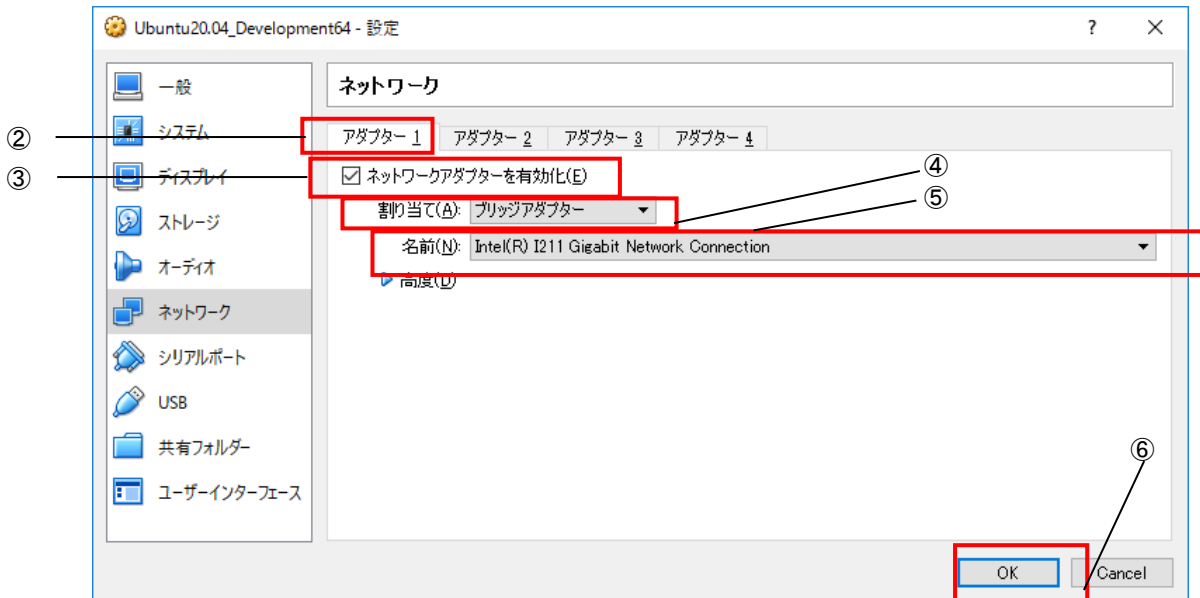 Ubuntu20.04_Development64 - 設定
?
一般
システム
ディスプレイ
ストレージ
オーディオ
ネットワーク
シリアルポート
USB
共有フォルダー
ユーザーインターフェース
ネットワーク
アダプター 1 アダプター 2 アダプター 3 アダプター 4
ネットワークアダプターを有効化(E)
割り当て(A): ブリッジアダプター
名前(N): Intel(R) I211 Gigabit Network Connection
高度(D)
OK Cancel
②
③
④
⑤
⑥